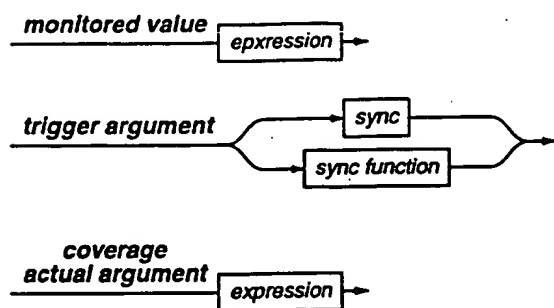 monitored value
epxression
trigger argument
sync
sync function
coverage
actual argument
expression